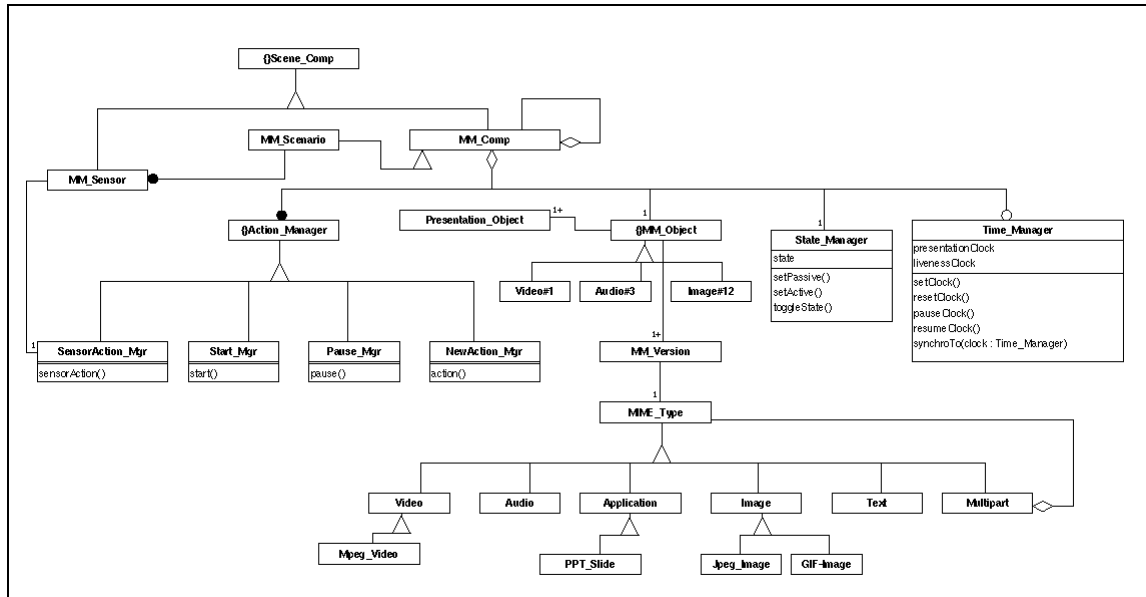 {}Scene_Comp
MM_Scenario
MM_Comp
MM_Sensor
{}Action_Manager
Presentation_Object
1+
1
{}MM_Object
1
State_Manager
state
setPassive()
setActive()
toggleState()
Time_Manager
presentationClock
livenessClock
setClock()
resetClock()
pauseClock()
resumeClock()
synchroTo(clock : Time_Manager)
Video#1
Audio#3
Image#12
1
SensorAction_Mgr
sensorAction()
Start_Mgr
start()
Pause_Mgr
pause()
NewAction_Mgr
action()
1+
MM_Version
1
MIME_Type
Video
Audio
Application
Image
Text
Multipart
Mpeg_Video
PPT_Slide
Jpeg_Image
GIF-Image